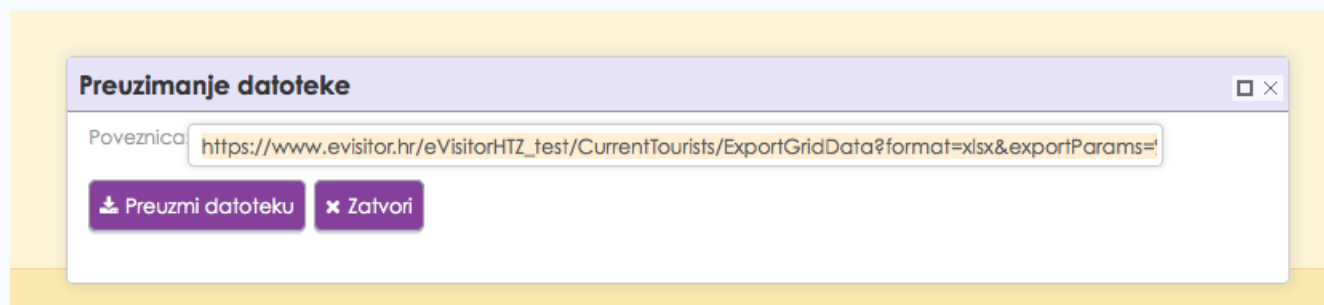 Preuzimanje datoteke
Poveznica: https://www.evisitor.hr/eVisitorHTZ_test/CurrentTourists/ExportGridData?format=xlsx&exportParams=
Preuzmi datoteku Zatvori